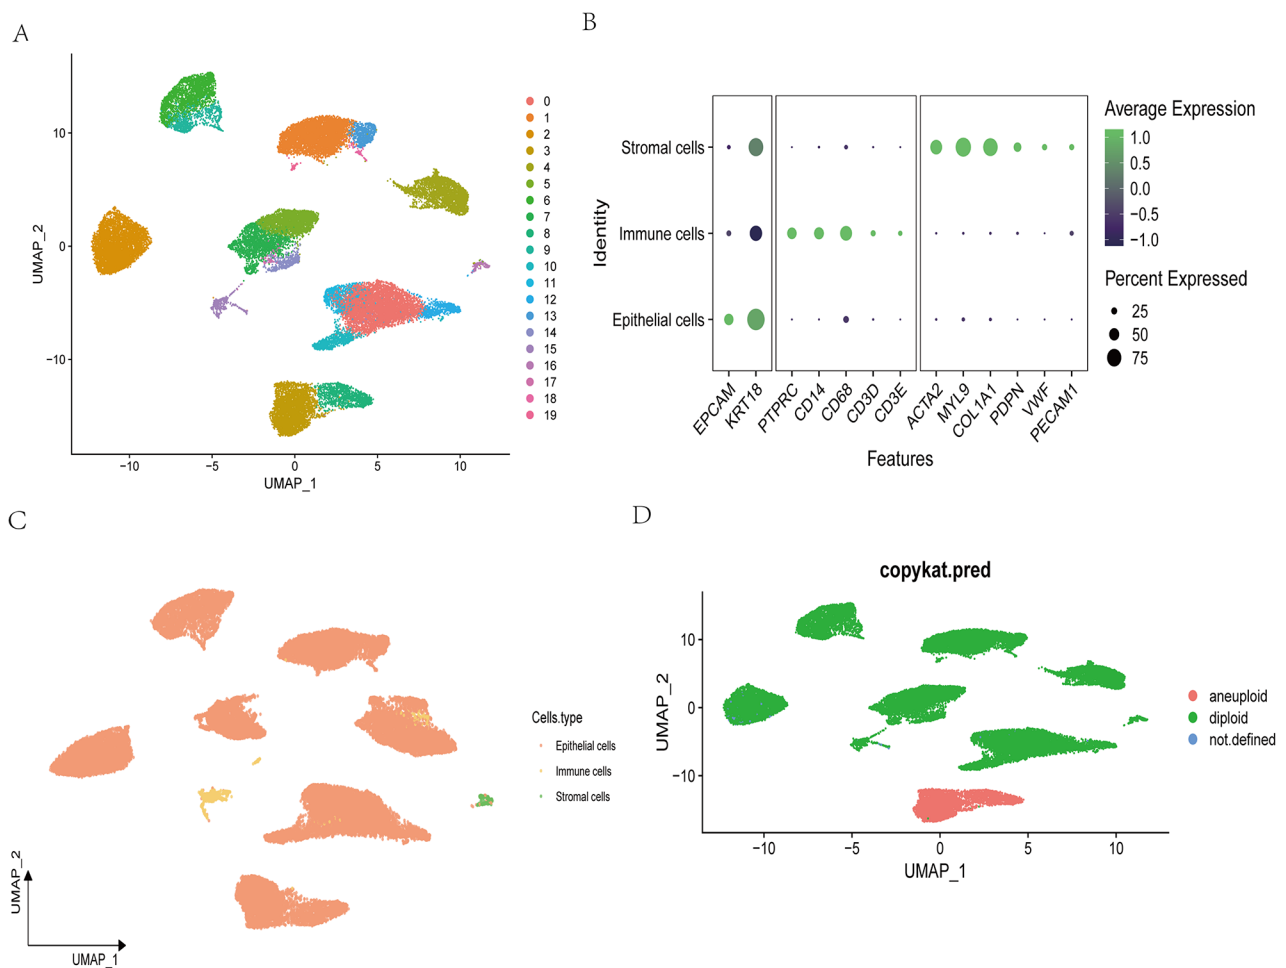 A
10
0
−10
UMAP_2
−10
−5
0
5
10
UMAP_1
0
1
2
3
4
5
6
7
8
9
10
11
12
13
14
15
16
17
18
19
B
Stromal cells
Immune cells
Epithelial cells
Identity
EPCAM
KRT18
PTPRC
CD14
CD68
CD3D
CD3E
ACTA2
MYL9
COL1A1
PDPN
VWF
PECAM1
Features
Average Expression
1.0
0.5
0.0
−0.5
−1.0
Percent Expressed
25
50
75
C
Cells.type
Epithelial cells
Immune cells
Stromal cells
UMAP_2
UMAP_1
D
copykat.pred
10
0
−10
UMAP_2
−10
−5
0
5
10
UMAP_1
aneuploid
diploid
not.defined